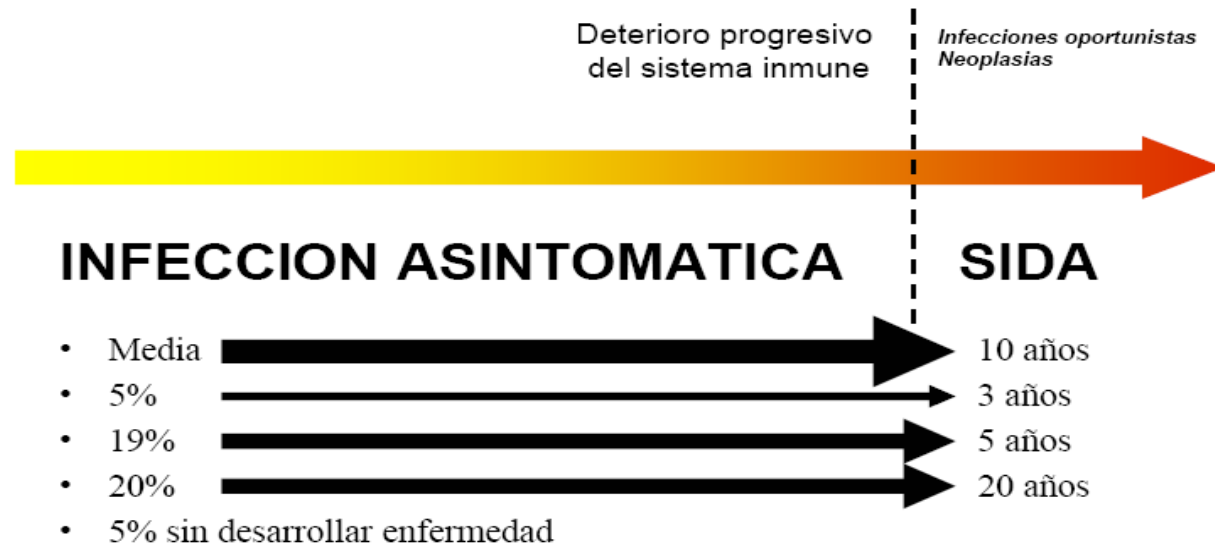 Deterioro progresivo
del sistema inmune
Infecciones oportunistas
Neoplasias
INFECCION ASINTOMATICA SIDA
• Media 10 años
• 5% 3 años
• 19% 5 años
• 20% 20 años
• 5% sin desarrollar enfermedad